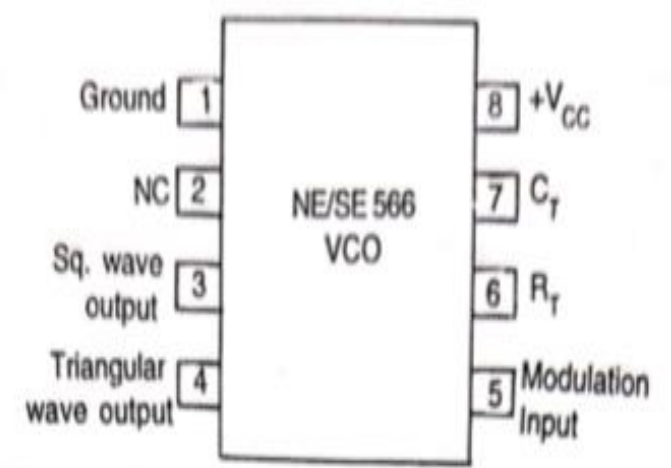 Ground 1
NC 2
Sq. wave
output 3
Triangular
wave output 4
NE/SE 566
VCO
8 +VCC
7 CT
6 RT
5 Modulation
Input